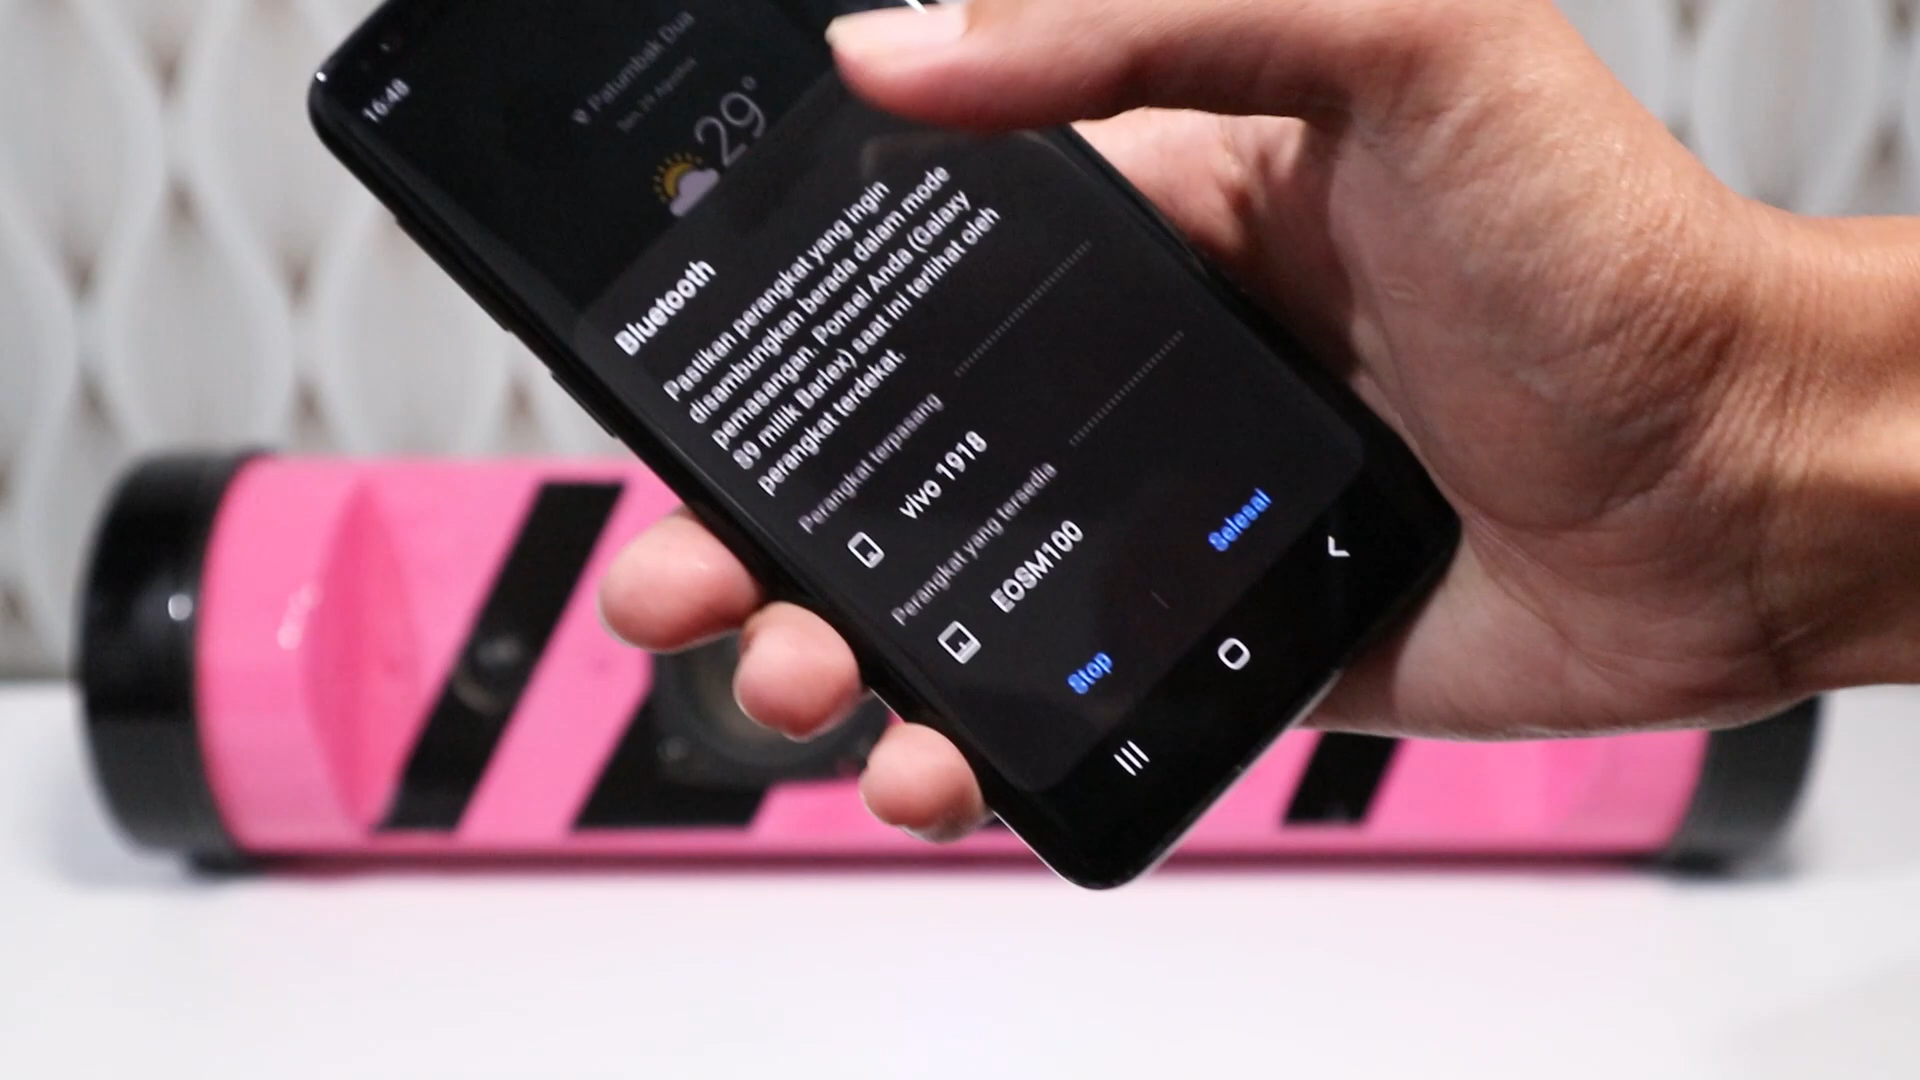 16:48
Patumbak Dua
29°
Bluetooth
Pastikan perangkat yang ingin
disambungkan berada dalam mode
pemasangan. Ponsel Anda (Galaxy
S9 milik Barlex) saat ini terlihat oleh
perangkat terdekat.
Perangkat terpasang
vivo 1918
Perangkat yang tersedia
EOSM100
Stop
Selesai